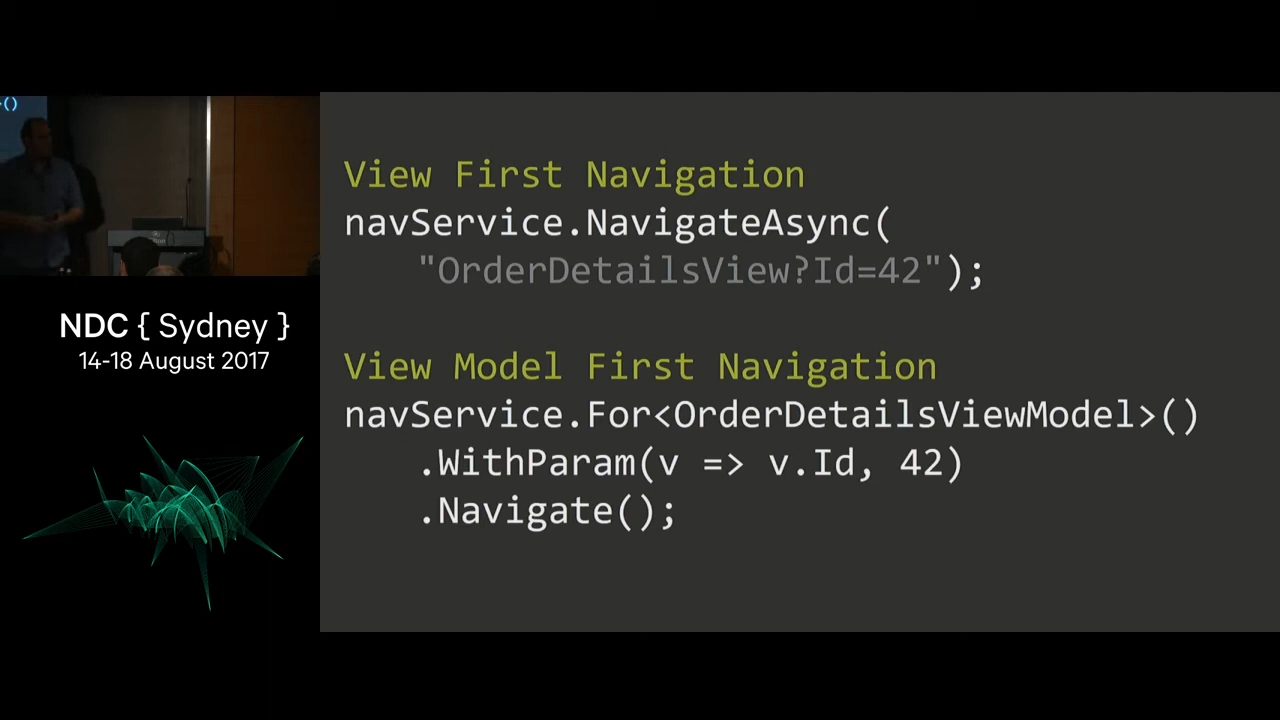 NDC { Sydney }
14-18 August 2017
View First Navigation
navService.NavigateAsync(
"OrderDetailsView?Id=42");
View Model First Navigation
navService.For<OrderDetailsViewModel>()
.WithParam(v => v.Id, 42)
.Navigate();